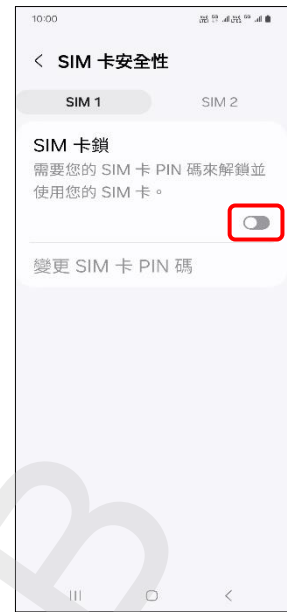 10:00
SIM 卡安全性
SIM 1
SIM 2
SIM 卡鎖
需要您的 SIM 卡 PIN 碼來解鎖並
使用您的 SIM 卡。
變更 SIM 卡 PIN 碼